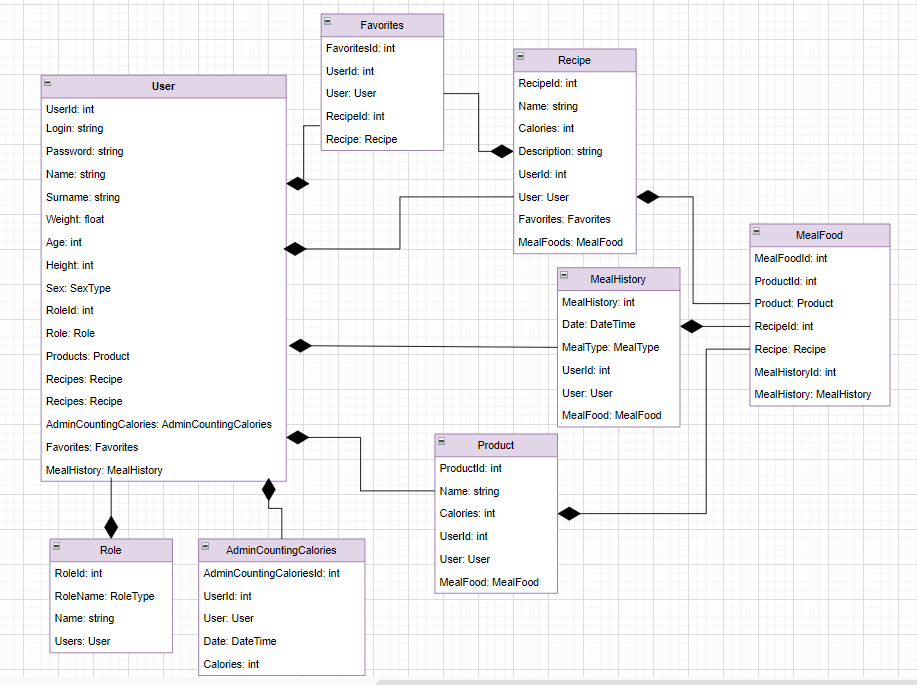 Favorites
FavoritesId: int
UserId: int
User: User
RecipeId: int
Recipe: Recipe
Recipe
RecipeId: int
Name: string
Calories: int
Description: string
UserId: int
User: User
Favorites: Favorites
MealFoods: MealFood
User
UserId: int
Login: string
Password: string
Name: string
Surname: string
Weight: float
Age: int
Height: int
Sex: SexType
RoleId: int
Role: Role
Products: Product
Recipes: Recipe
Recipes: Recipe
AdminCountingCalories: AdminCountingCalories
Favorites: Favorites
MealHistory: MealHistory
MealFood
MealFoodId: int
ProductId: int
Product: Product
RecipeId: int
Recipe: Recipe
MealHistoryId: int
MealHistory: MealHistory
MealHistory
MealHistory: int
Date: DateTime
MealType: MealType
UserId: int
User: User
MealFood: MealFood
Product
ProductId: int
Name: string
Calories: int
UserId: int
User: User
MealFood: MealFood
Role
RoleId: int
RoleName: RoleType
Name: string
Users: User
AdminCountingCalories
AdminCountingCaloriesId: int
UserId: int
User: User
Date: DateTime
Calories: int